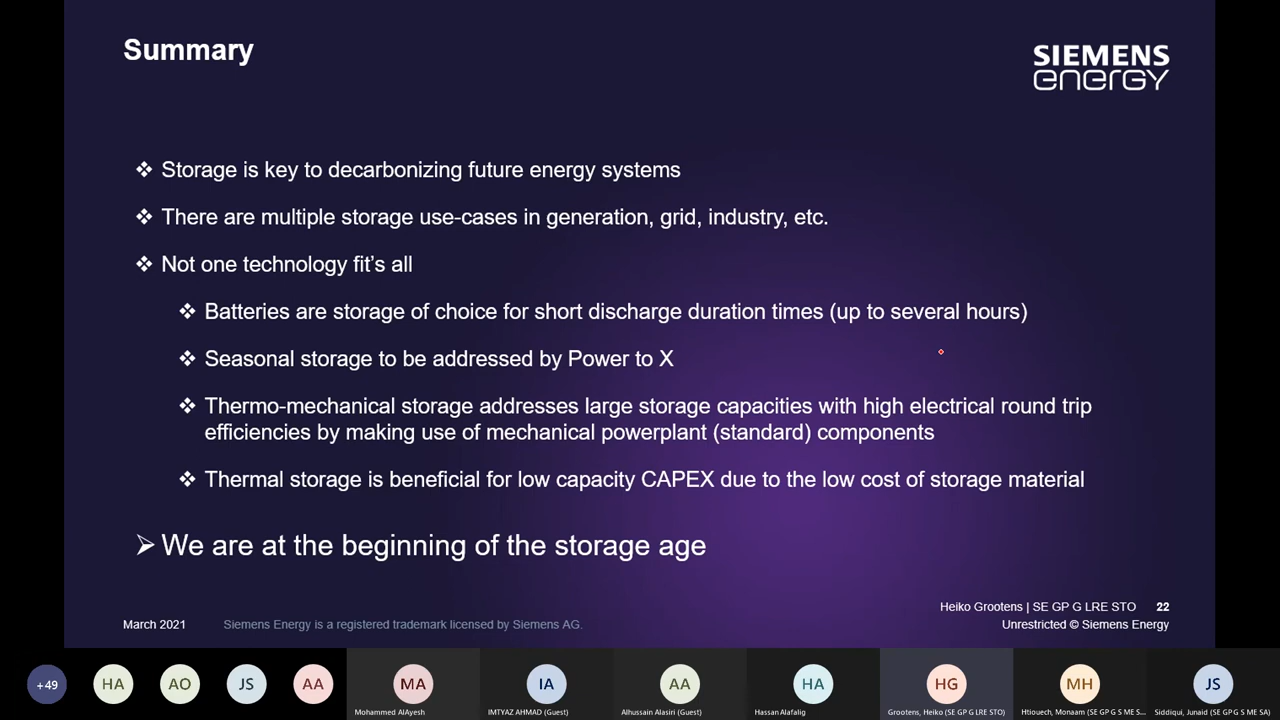 Summary
SIEMENS
energy
❖ Storage is key to decarbonizing future energy systems
❖ There are multiple storage use-cases in generation, grid, industry, etc.
❖ Not one technology fit's all
❖ Batteries are storage of choice for short discharge duration times (up to several hours)
❖ Seasonal storage to be addressed by Power to X
❖ Thermo-mechanical storage addresses large storage capacities with high electrical round trip
efficiencies by making use of mechanical powerplant (standard) components
❖ Thermal storage is beneficial for low capacity CAPEX due to the low cost of storage material
➢ We are at the beginning of the storage age
Heiko Grootens | SE GP G LRE STO 22
March 2021 Siemens Energy is a registered trademark licensed by Siemens AG. Unrestricted © Siemens Energy
+49 HA AO JS AA MA IA AA HA HG MH JS
Mohammed AlAyesh IMTYAZ AHMAD (Guest) Alhussain Alasiri (Guest) Hassan Alafalig Grootens, Heiko (SE GP G LRE STO) Htiouech, Monaam (SE GP G S ME S... Siddiqui, Junaid (SE GP G S ME SA)